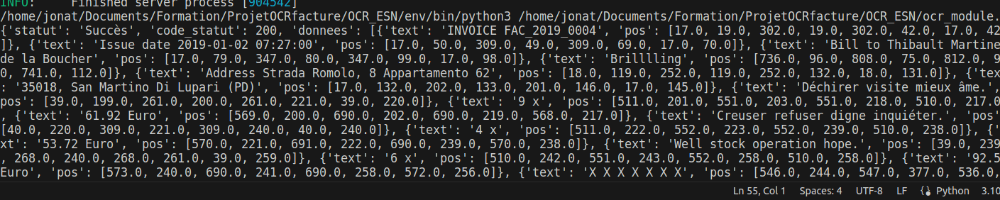 INFO:     Finished server process [904542]
/home/jonat/Documents/Formation/ProjetOCRfacture/OCR_ESN/env/bin/python3 /home/jonat/Documents/Formation/ProjetOCRfacture/OCR_ESN/ocr_module.
{'statut': 'Succès', 'code_statut': 200, 'donnees': [{'text': 'INVOICE FAC_2019_0004', 'pos': [17.0, 19.0, 302.0, 19.0, 302.0, 42.0, 17.0, 42
]}, {'text': 'Issue date 2019-01-02 07:27:00', 'pos': [17.0, 50.0, 309.0, 49.0, 309.0, 69.0, 17.0, 70.0]}, {'text': 'Bill to Thibault Martine
de la Boucher', 'pos': [17.0, 79.0, 347.0, 80.0, 347.0, 99.0, 17.0, 98.0]}, {'text': 'Brilllling', 'pos': [736.0, 96.0, 808.0, 75.0, 812.0, 9
0, 741.0, 112.0]}, {'text': 'Address Strada Romolo, 8 Appartamento 62', 'pos': [18.0, 119.0, 252.0, 119.0, 252.0, 132.0, 18.0, 131.0]}, {'tex
: '35018, San Martino Di Lupari (PD)', 'pos': [17.0, 132.0, 202.0, 133.0, 201.0, 146.0, 17.0, 145.0]}, {'text': 'Déchirer visite mieux âme.',
pos': [39.0, 199.0, 261.0, 200.0, 261.0, 221.0, 39.0, 220.0]}, {'text': '9 x', 'pos': [511.0, 201.0, 551.0, 203.0, 551.0, 218.0, 510.0, 217.0
, {'text': '61.92 Euro', 'pos': [569.0, 200.0, 690.0, 202.0, 690.0, 219.0, 568.0, 217.0]}, {'text': 'Creuser refuser digne inquiéter.', 'pos'
[40.0, 220.0, 309.0, 221.0, 309.0, 240.0, 40.0, 240.0]}, {'text': '4 x', 'pos': [511.0, 222.0, 552.0, 223.0, 552.0, 239.0, 510.0, 238.0]}, {'
xt': '53.72 Euro', 'pos': [570.0, 221.0, 691.0, 222.0, 690.0, 239.0, 570.0, 238.0]}, {'text': 'Well stock operation hope.', 'pos': [39.0, 239
, 268.0, 240.0, 268.0, 261.0, 39.0, 259.0]}, {'text': '6 x', 'pos': [510.0, 242.0, 551.0, 243.0, 552.0, 258.0, 510.0, 258.0]}, {'text': '92.5
Euro', 'pos': [573.0, 240.0, 690.0, 241.0, 690.0, 258.0, 572.0, 256.0]}, {'text': 'X X X X X X X', 'pos': [546.0, 244.0, 547.0, 377.0, 536.0,
Ln 55, Col 1 Spaces: 4 UTF-8 LF Python 3.10